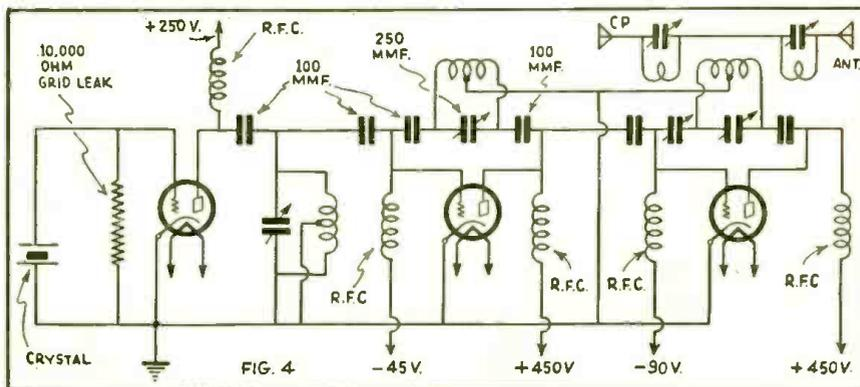 +250 V.
R.F.C.
10,000
OHM
GRID LEAK
100
MMF.
250
MMF.
100
MMF.
CP
ANT.
R.F.C
R.F.C.
R.F.C.
R.F.C.
CRYSTAL
FIG. 4
-45 V.
+450 V.
-90 V.
+450 V.